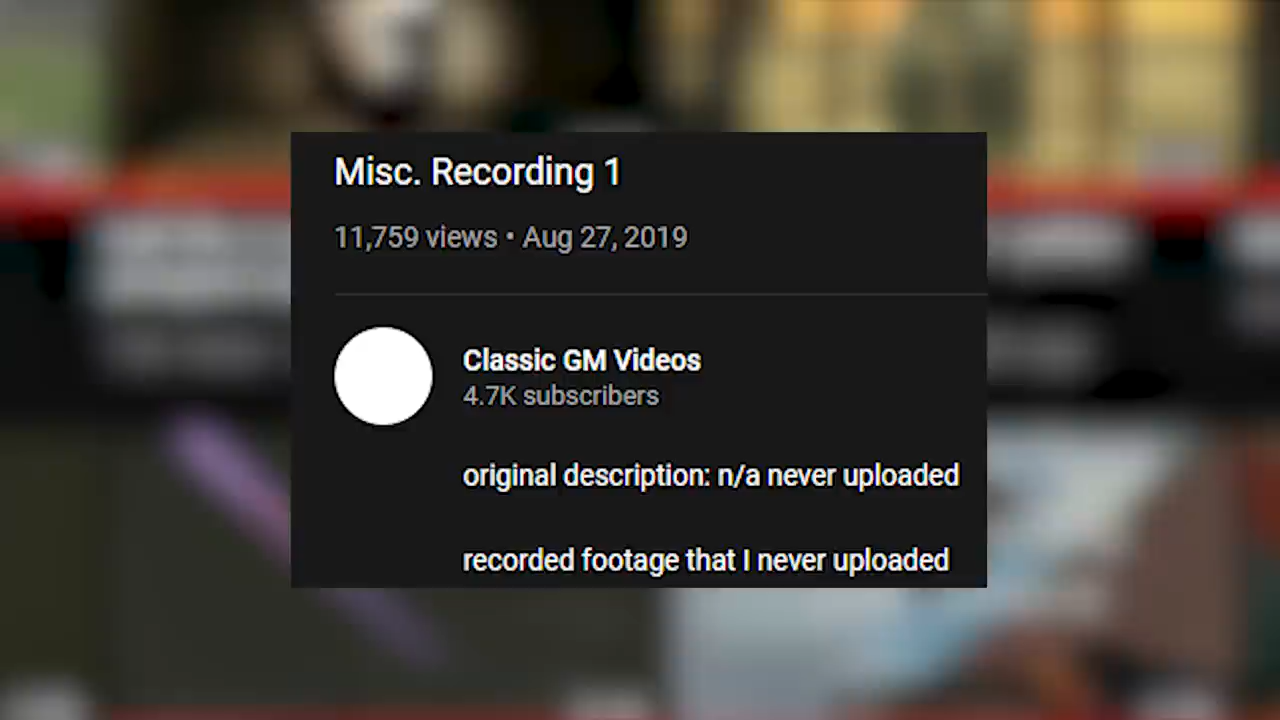 Misc. Recording 1
11,759 views • Aug 27, 2019
Classic GM Videos
4.7K subscribers
original description: n/a never uploaded
recorded footage that I never uploaded